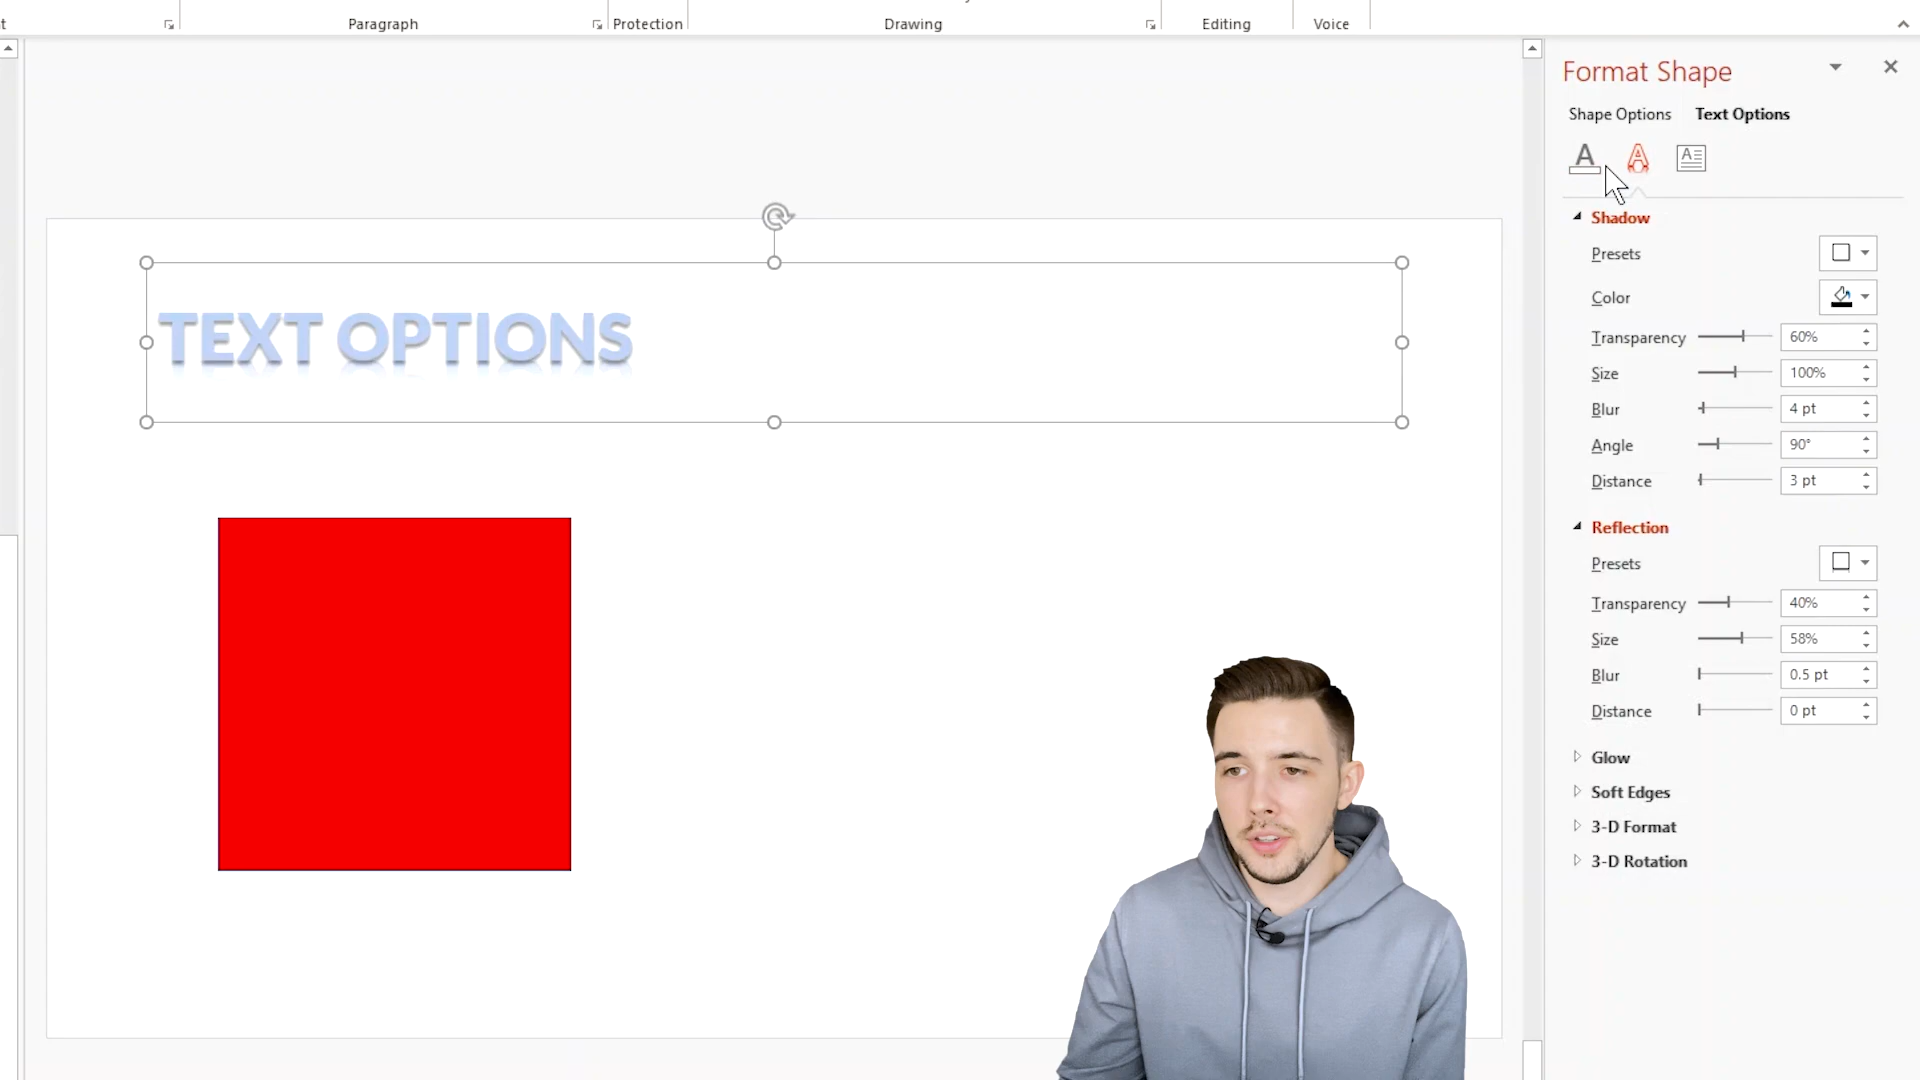 Paragraph
Protection
Drawing
Editing
Voice
Format Shape
Shape Options
Text Options
Shadow
Presets
Color
Transparency 60%
Size 100%
Blur 4 pt
Angle 90°
Distance 3 pt
Reflection
Presets
Transparency 40%
Size 58%
Blur 0.5 pt
Distance 0 pt
Glow
Soft Edges
3-D Format
3-D Rotation
TEXT OPTIONS